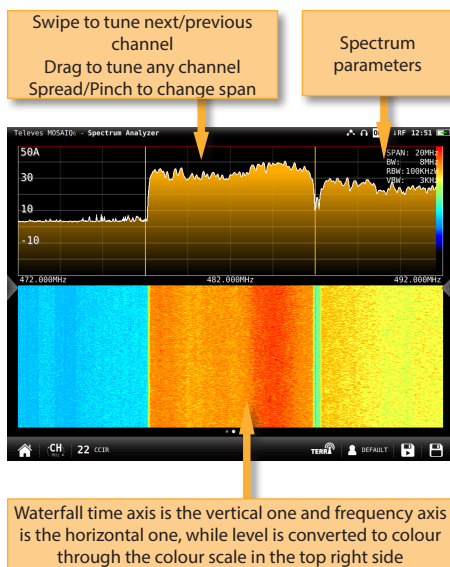 Swipe to tune next/previous
channel
Drag to tune any channel
Spread/Pinch to change span
Spectrum
parameters
Televes MOSAIQ6 - Spectrum Analyzer
↓RF 12:51
50A
30
10
-10
SPAN: 20MHz
BW: 8MHz
RBW:100KHz
VBW: 3KHz
472.000MHz
482.000MHz
492.000MHz
CH
22 CCIR
TERR
DEFAULT
Waterfall time axis is the vertical one and frequency axis
is the horizontal one, while level is converted to colour
through the colour scale in the top right side